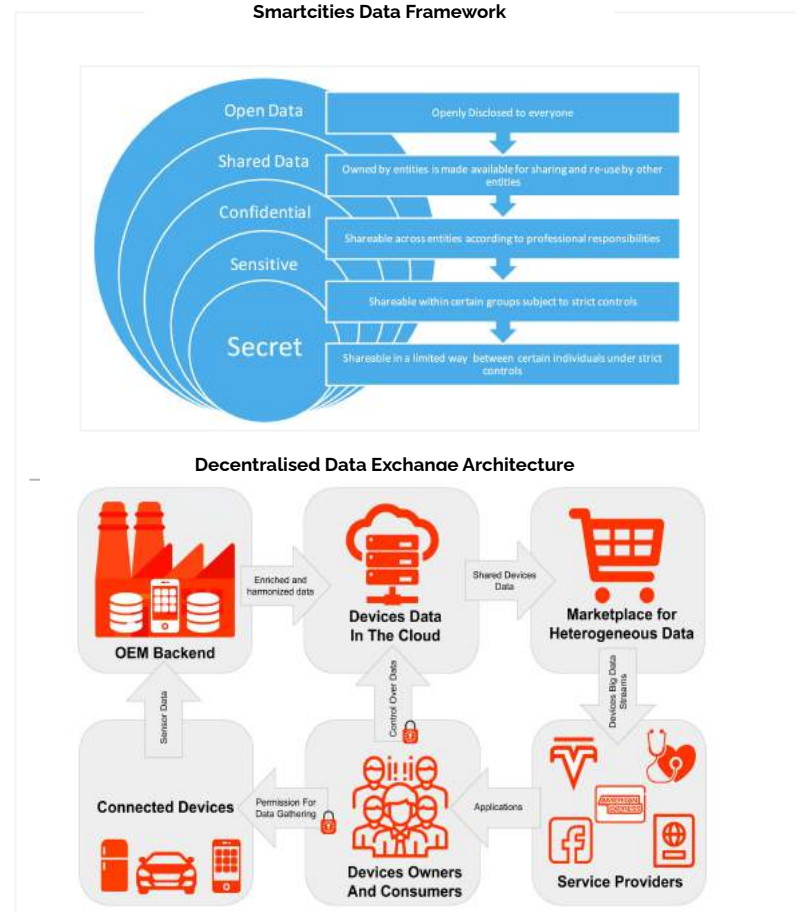 Smartcities Data Framework
Open Data
Openly Disclosed to everyone
Shared Data
Owned by entities is made available for sharing and re-use by other
entities
Confidential
Shareable across entities according to professional responsibilities
Sensitive
Shareable within certain groups subject to strict controls
Secret
Shareable in a limited way between certain individuals under strict
controls
Decentralised Data Exchange Architecture
OEM Backend
Enriched and
harmonized data
Devices Data
In The Cloud
Shared Devices
Data
Marketplace for
Heterogeneous Data
Sensor Data
Control Over Data
Devices Big Data
Streams
Connected Devices
Permission For
Data Gathering
Devices Owners
And Consumers
Applications
AMERICAN
EXPRESS
Service Providers